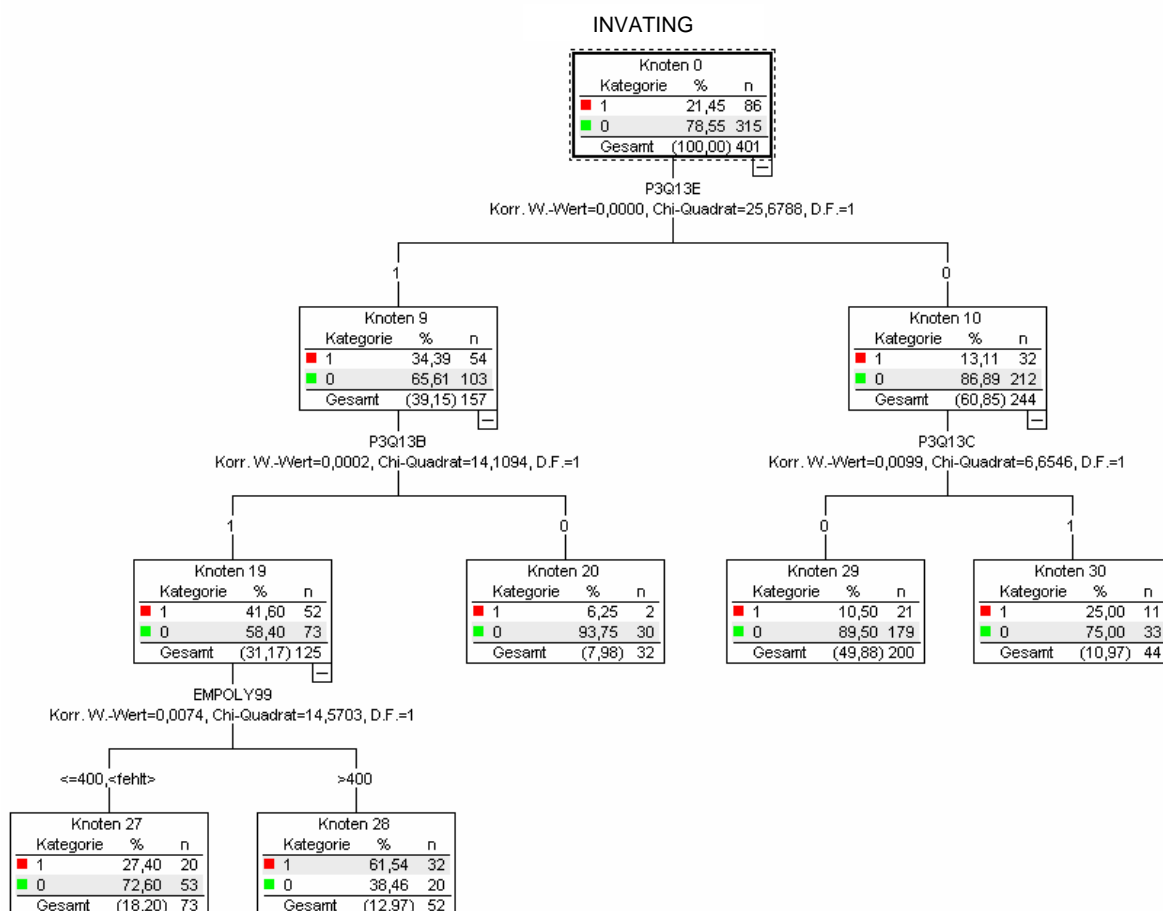 INVATING
Knoten 0
Kategorie % n
1 21,45 86
0 78,55 315
Gesamt (100,00) 401
P3Q13E
Korr. W.-Wert=0,0000, Chi-Quadrat=25,6788, D.F.=1
1
0
Knoten 9
Kategorie % n
1 34,39 54
0 65,61 103
Gesamt (39,15) 157
Knoten 10
Kategorie % n
1 13,11 32
0 86,89 212
Gesamt (60,85) 244
P3Q13B
Korr. W.-Wert=0,0002, Chi-Quadrat=14,1094, D.F.=1
P3Q13C
Korr. W.-Wert=0,0099, Chi-Quadrat=6,6546, D.F.=1
1
0
0
1
Knoten 19
Kategorie % n
1 41,60 52
0 58,40 73
Gesamt (31,17) 125
Knoten 20
Kategorie % n
1 6,25 2
0 93,75 30
Gesamt (7,98) 32
Knoten 29
Kategorie % n
1 10,50 21
0 89,50 179
Gesamt (49,88) 200
Knoten 30
Kategorie % n
1 25,00 11
0 75,00 33
Gesamt (10,97) 44
EMPOLY99
Korr. W.-Wert=0,0074, Chi-Quadrat=14,5703, D.F.=1
<=400,<fehlt>
>400
Knoten 27
Kategorie % n
1 27,40 20
0 72,60 53
Gesamt (18,20) 73
Knoten 28
Kategorie % n
1 61,54 32
0 38,46 20
Gesamt (12,97) 52